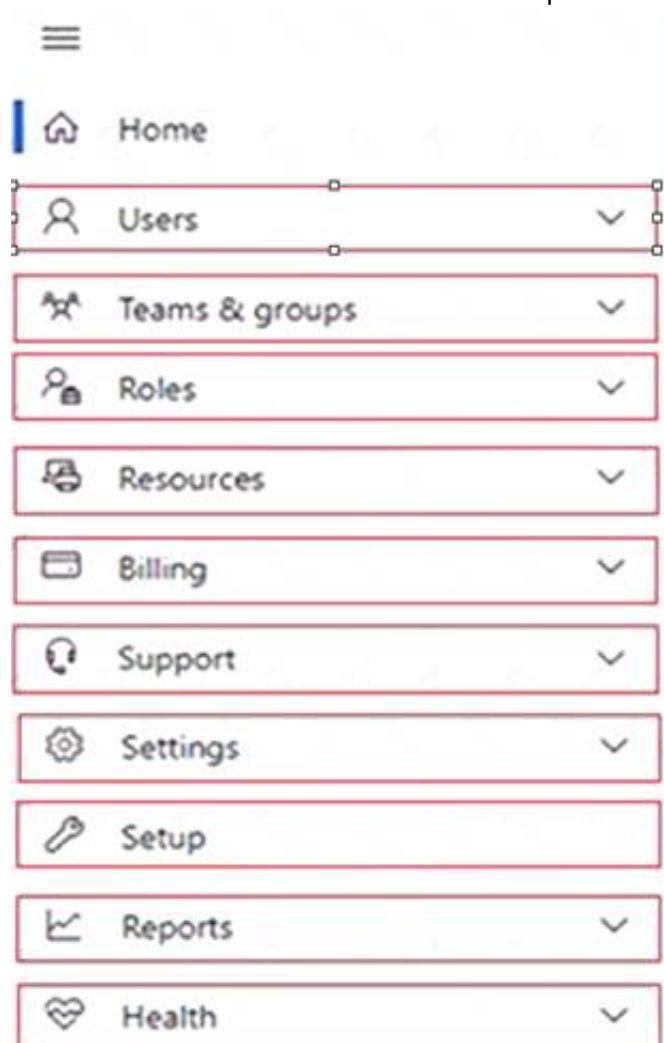 Home
Users
Teams & groups
Roles
Resources
Billing
Support
Settings
Setup
Reports
Health